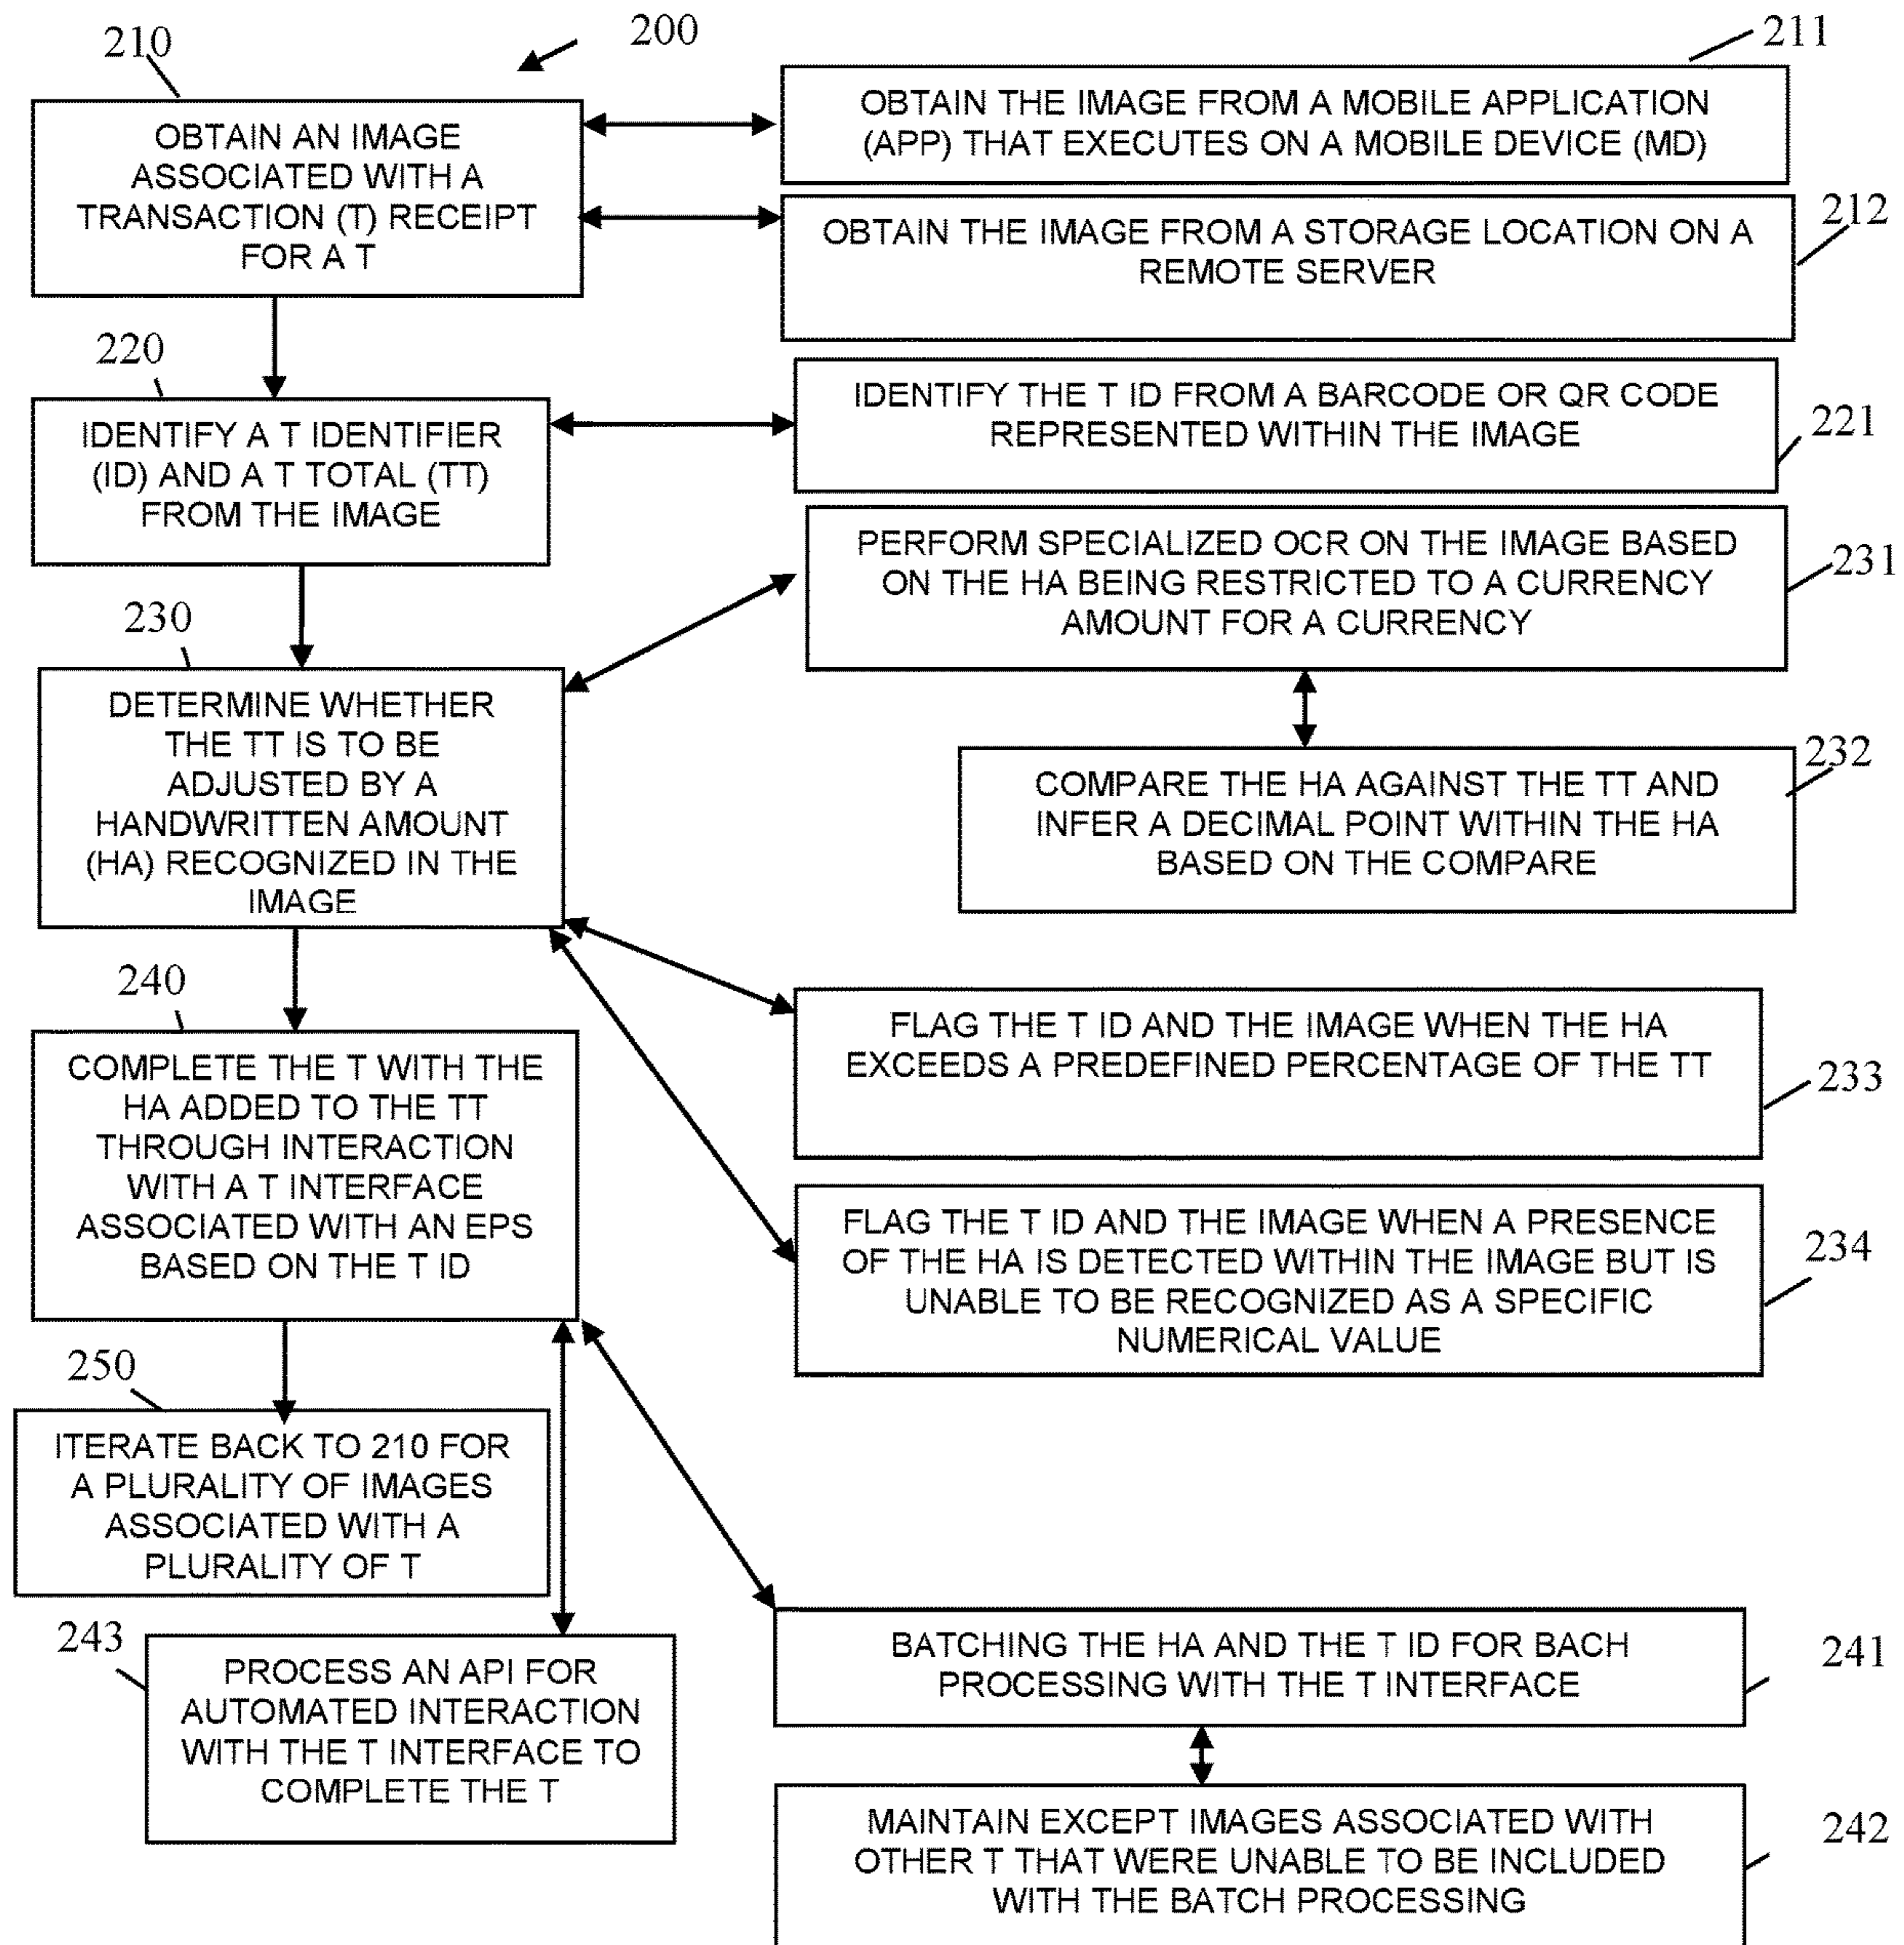 200
210
OBTAIN AN IMAGE
ASSOCIATED WITH A
TRANSACTION (T) RECEIPT
FOR A T
211
OBTAIN THE IMAGE FROM A MOBILE APPLICATION
(APP) THAT EXECUTES ON A MOBILE DEVICE (MD)
212
OBTAIN THE IMAGE FROM A STORAGE LOCATION ON A
REMOTE SERVER
220
IDENTIFY A T IDENTIFIER
(ID) AND A T TOTAL (TT)
FROM THE IMAGE
IDENTIFY THE T ID FROM A BARCODE OR QR CODE
REPRESENTED WITHIN THE IMAGE
221
230
DETERMINE WHETHER
THE TT IS TO BE
ADJUSTED BY A
HANDWRITTEN AMOUNT
(HA) RECOGNIZED IN THE
IMAGE
PERFORM SPECIALIZED OCR ON THE IMAGE BASED
ON THE HA BEING RESTRICTED TO A CURRENCY
AMOUNT FOR A CURRENCY
231
COMPARE THE HA AGAINST THE TT AND
INFER A DECIMAL POINT WITHIN THE HA
BASED ON THE COMPARE
232
FLAG THE T ID AND THE IMAGE WHEN THE HA
EXCEEDS A PREDEFINED PERCENTAGE OF THE TT
233
FLAG THE T ID AND THE IMAGE WHEN A PRESENCE
OF THE HA IS DETECTED WITHIN THE IMAGE BUT IS
UNABLE TO BE RECOGNIZED AS A SPECIFIC
NUMERICAL VALUE
234
240
COMPLETE THE T WITH THE
HA ADDED TO THE TT
THROUGH INTERACTION
WITH A T INTERFACE
ASSOCIATED WITH AN EPS
BASED ON THE T ID
250
ITERATE BACK TO 210 FOR
A PLURALITY OF IMAGES
ASSOCIATED WITH A
PLURALITY OF T
243
PROCESS AN API FOR
AUTOMATED INTERACTION
WITH THE T INTERFACE TO
COMPLETE THE T
BATCHING THE HA AND THE T ID FOR BACH
PROCESSING WITH THE T INTERFACE
241
MAINTAIN EXCEPT IMAGES ASSOCIATED WITH
OTHER T THAT WERE UNABLE TO BE INCLUDED
WITH THE BATCH PROCESSING
242